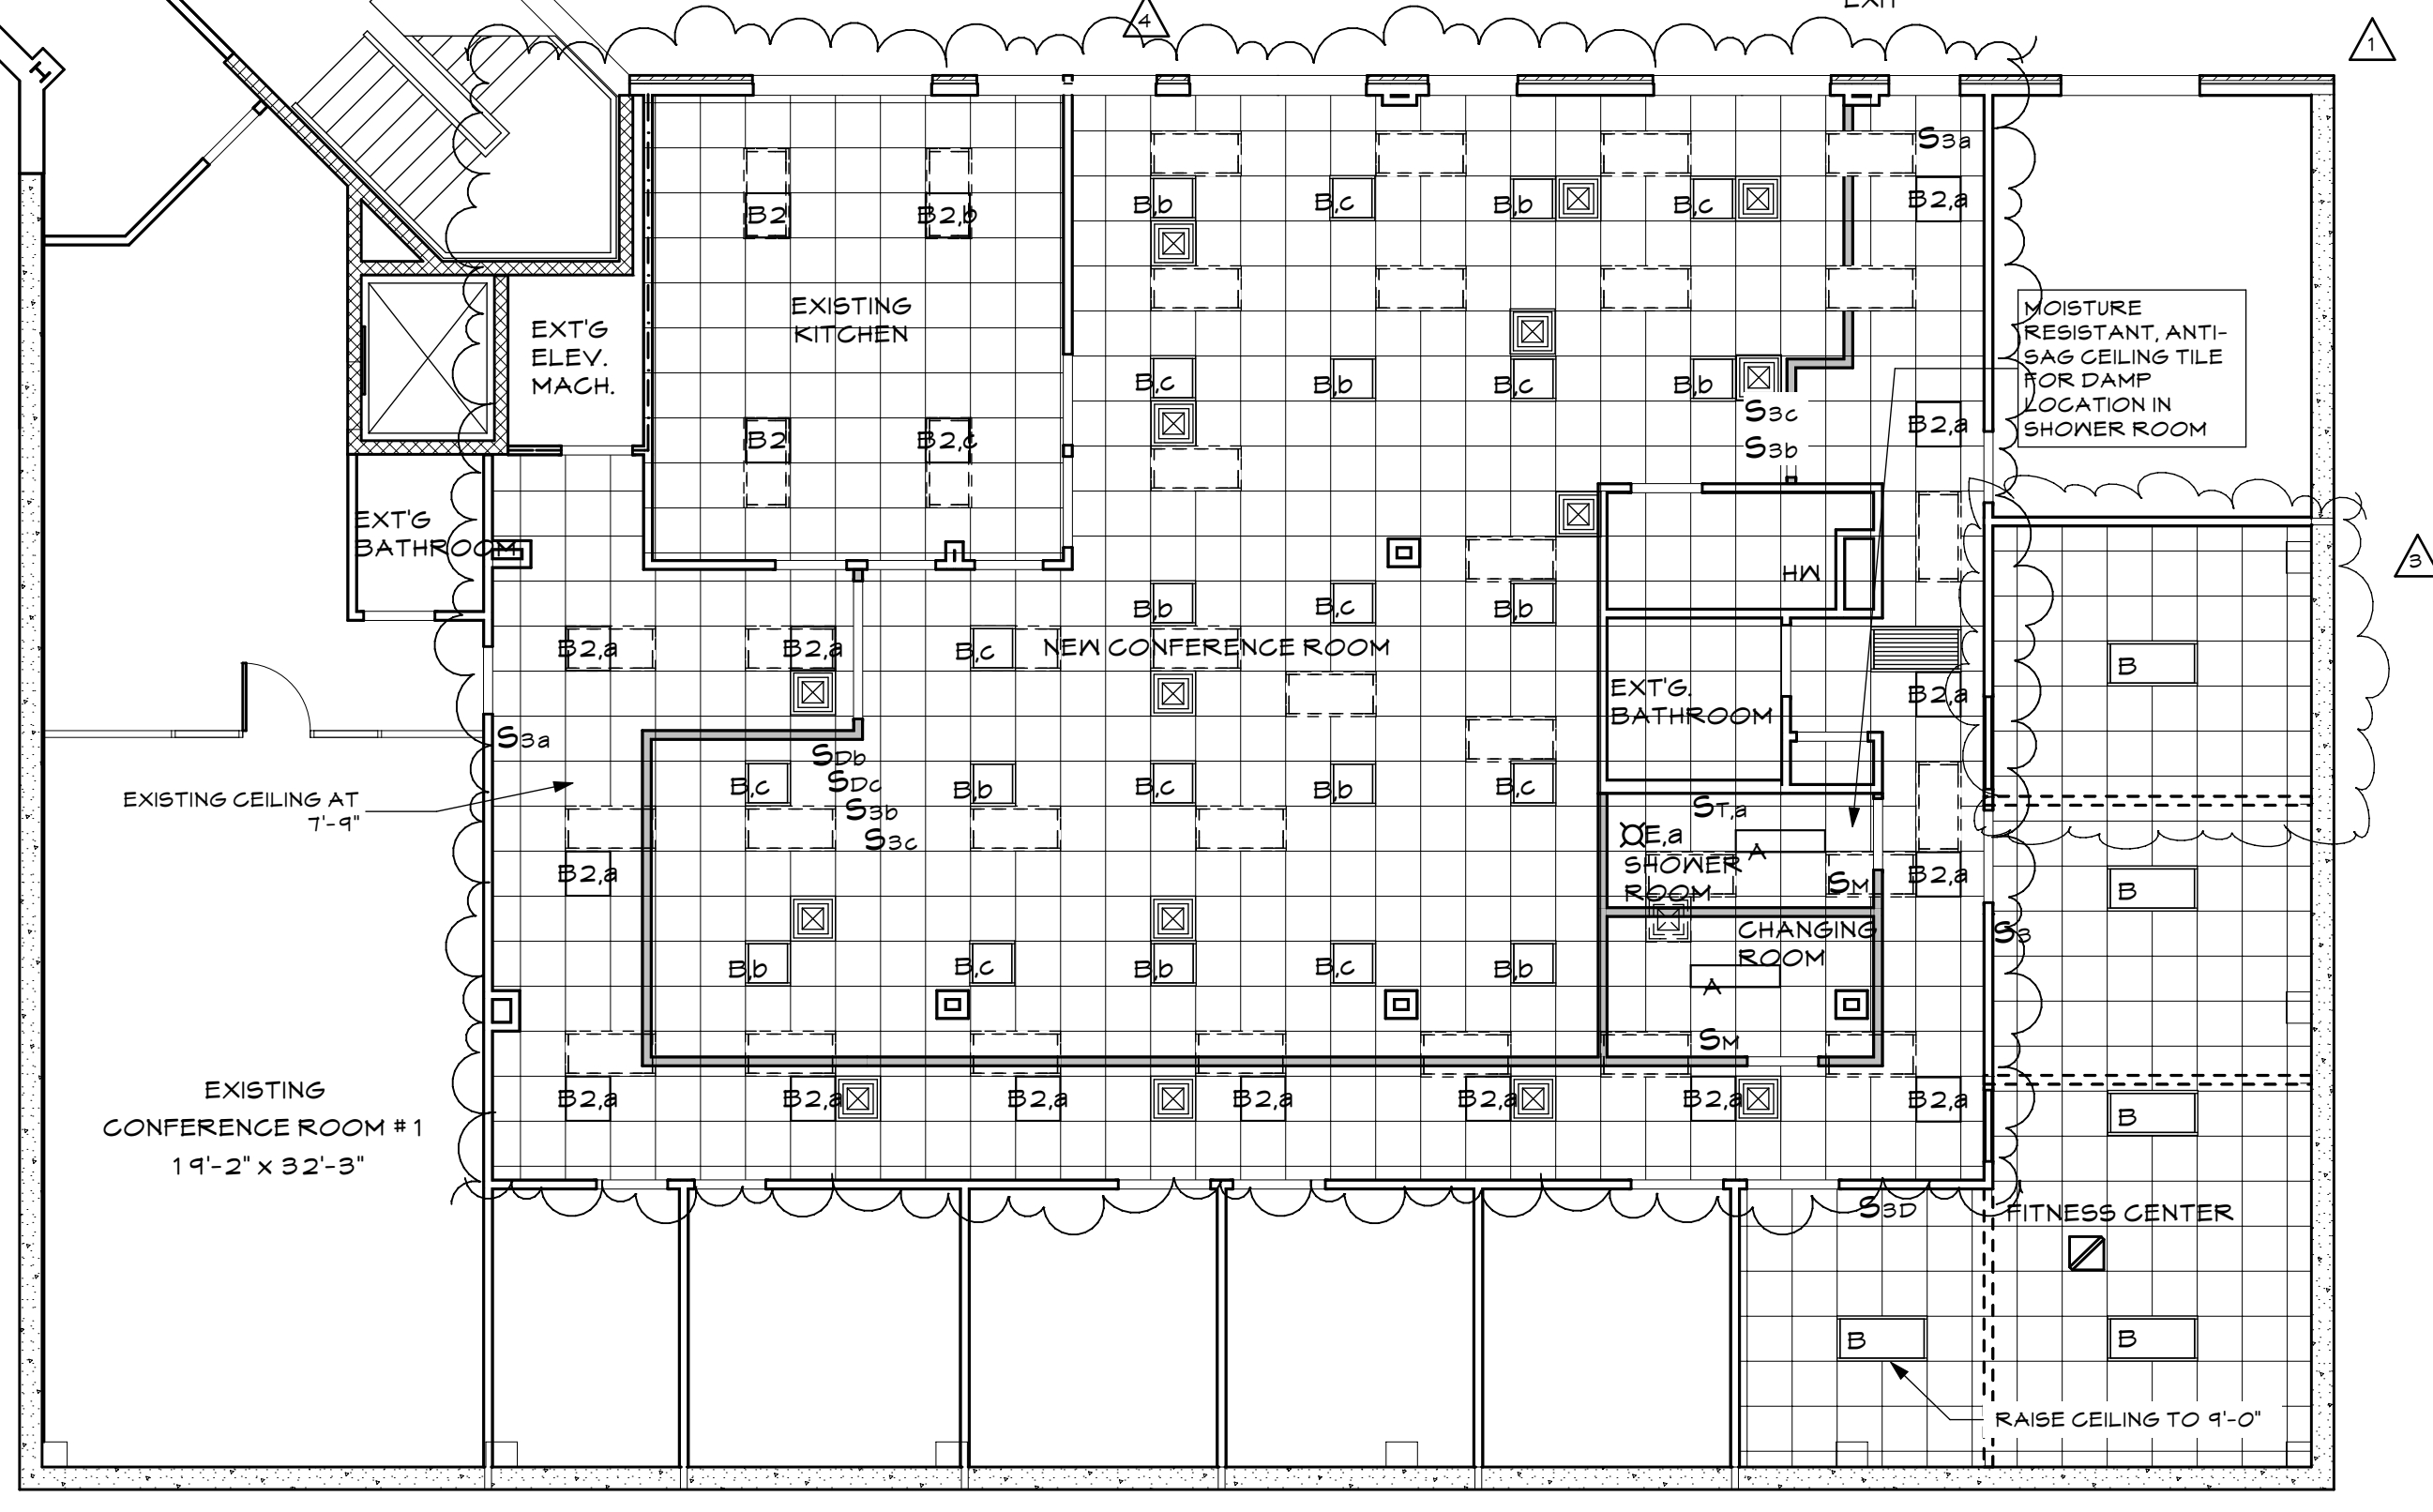 EXIT
4
1
S3a
B,b
B,c
B,b
B,c
B2,a
B2
B2,b
EXISTING
KITCHEN
EXT'G
ELEV.
MACH.
MOISTURE
RESISTANT, ANTI-
SAG CEILING TILE
FOR DAMP
LOCATION IN
SHOWER ROOM
B,c
B,b
B,c
B,b
S3c
S3b
B2,a
B2
B2,c
EXT'G
BATHROOM
3
HW
B,b
B,c
B,b
B2,a
B2,a
B,c
NEW CONFERENCE ROOM
B
EXT'G.
BATHROOM
B2,a
S3a
SDb
SDc
S3b
S3c
B,c
B,b
B,c
B,b
B,c
EXISTING CEILING AT
7'-9"
ST,a
E,a
A
SHOWER
ROOM
SM
B2,a
B2,a
B
S3
CHANGING
ROOM
A
B,b
B,c
B,b
B,c
B,b
SM
EXISTING
CONFERENCE ROOM #1
19'-2" x 32'-3"
B2,a
B2,a
B2,a
B2,a
B2,a
B2,a
B2,a
B
S3D
FITNESS CENTER
B
B
RAISE CEILING TO 9'-0"